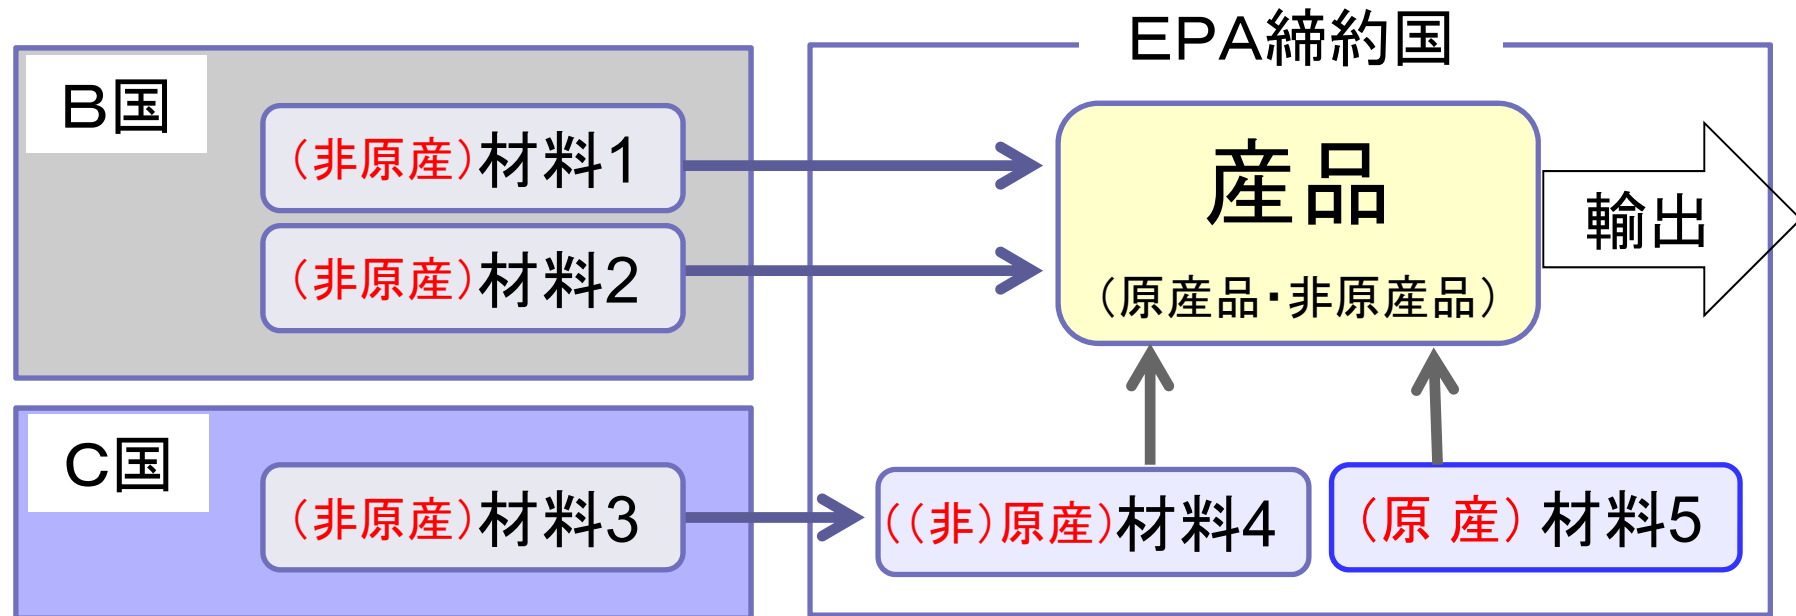 EPA締約国
B国
(非原産)材料1
(非原産)材料2
産品
(原産品・非原産品)
輸出
C国
(非原産)材料3
((非)原産)材料4
(原 産)材料5